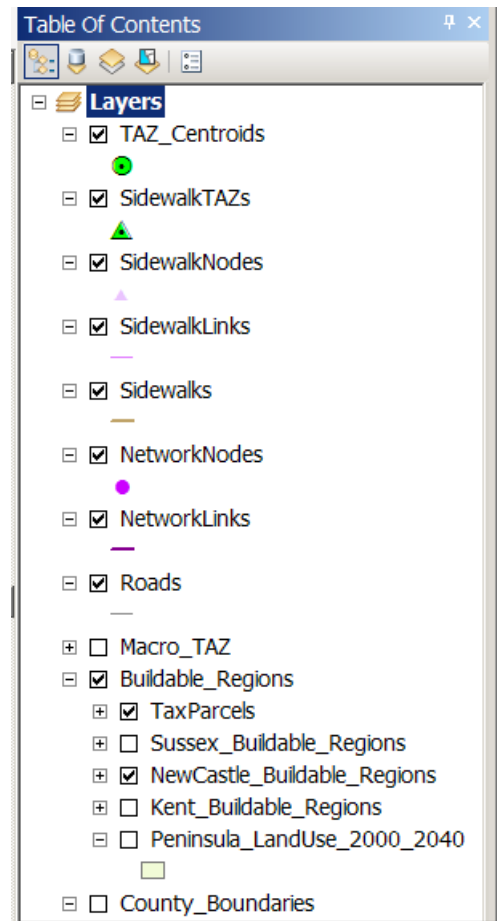 Table Of Contents
Layers
TAZ_Centroids
SidewalkTAZs
SidewalkNodes
SidewalkLinks
Sidewalks
NetworkNodes
NetworkLinks
Roads
Macro_TAZ
Buildable_Regions
TaxParcels
Sussex_Buildable_Regions
NewCastle_Buildable_Regions
Kent_Buildable_Regions
Peninsula_LandUse_2000_2040
County_Boundaries